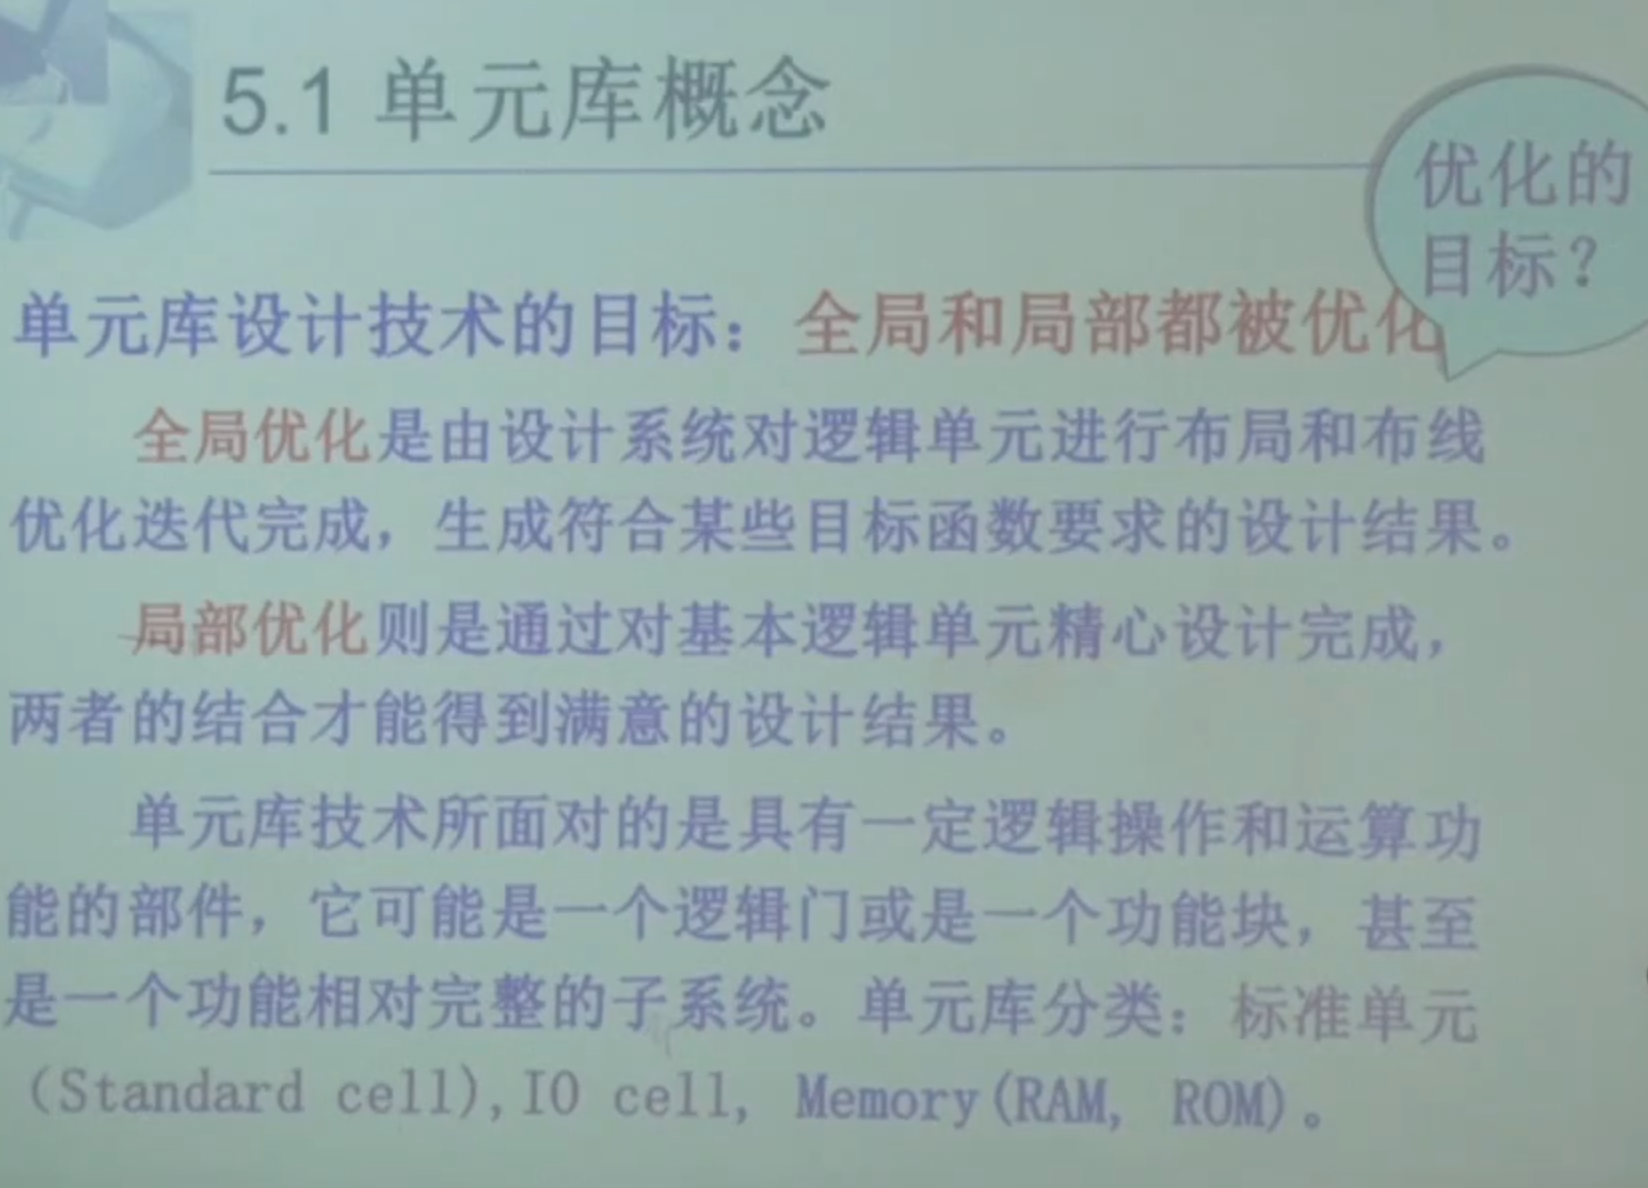 5.1 单元库概念
优化的
目标？
单元库设计技术的目标：全局和局部都被优化
全局优化是由设计系统对逻辑单元进行布局和布线
优化迭代完成，生成符合某些目标函数要求的设计结果。
局部优化则是通过对基本逻辑单元精心设计完成，
两者的结合才能得到满意的设计结果。
单元库技术所面对的是具有一定逻辑操作和运算功
能的部件，它可能是一个逻辑门或是一个功能块，甚至
是一个功能相对完整的子系统。单元库分类：标准单元
（Standard cell),IO cell, Memory(RAM, ROM)。